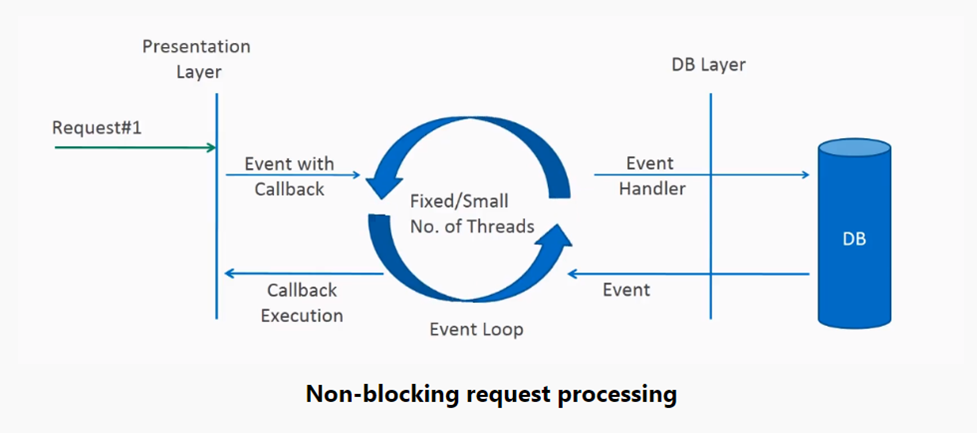 Presentation
Layer
DB Layer
Request#1
Event with
Callback
Fixed/Small
No. of Threads
Event
Handler
DB
Callback
Execution
Event
Event Loop
Non-blocking request processing